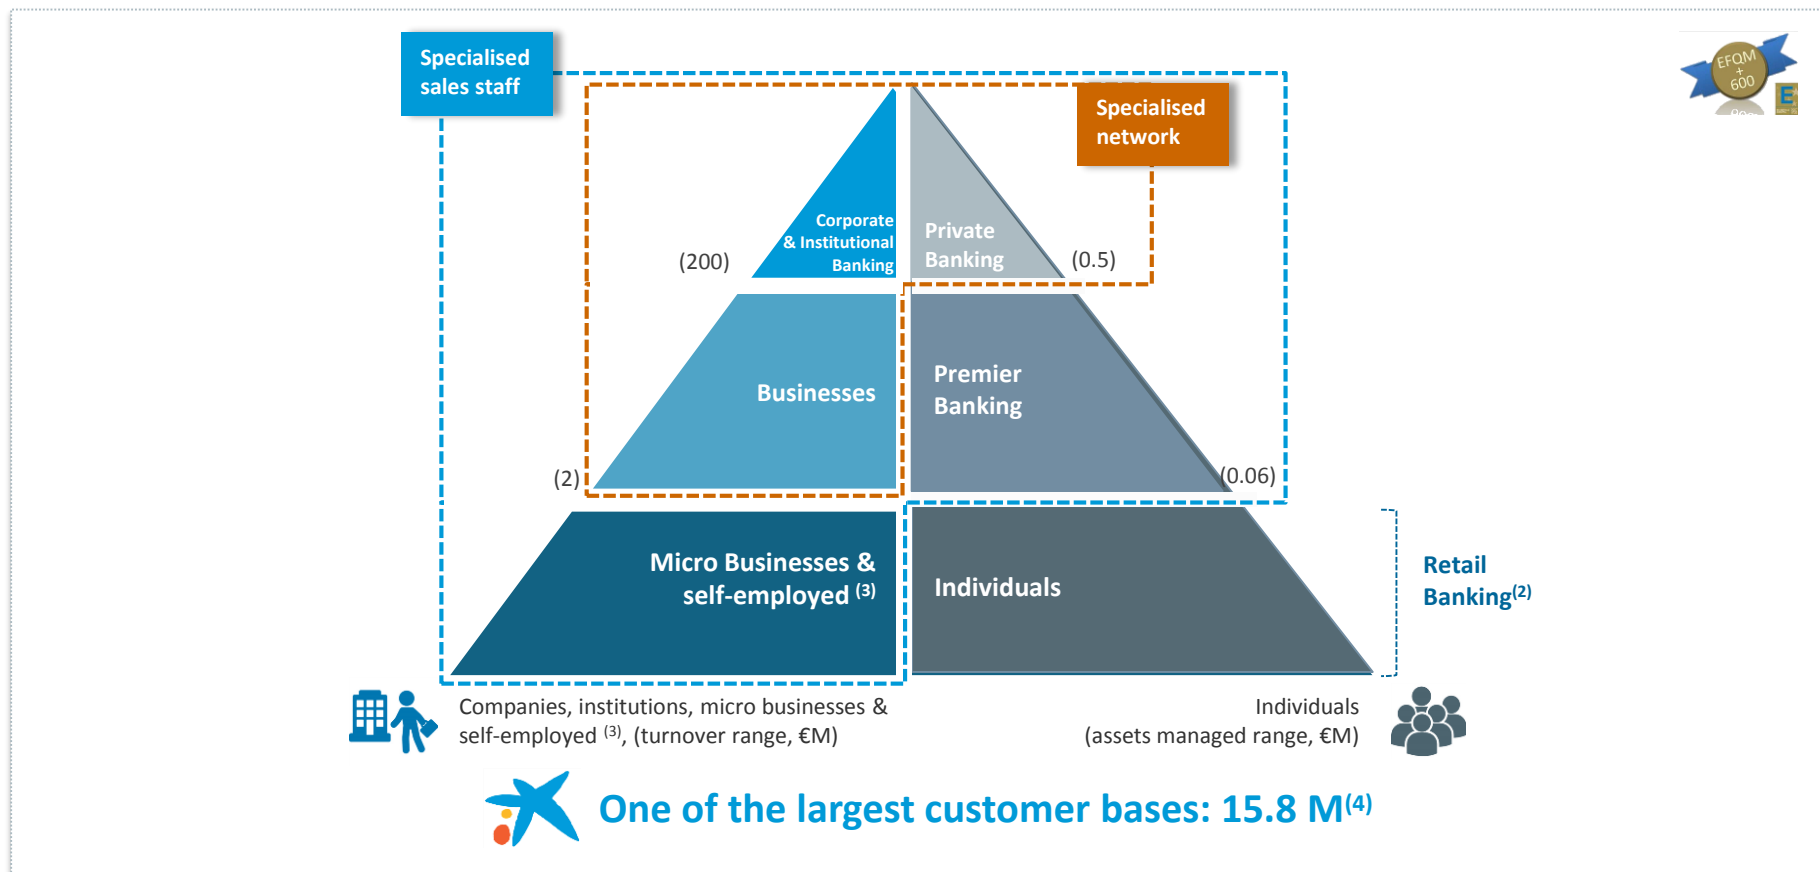 Specialised
sales staff
EFQM
+
600
E
Specialised
network
Corporate
& Institutional
Banking
Private
Banking
(200)
(0.5)
Businesses
Premier
Banking
(2)
(0.06)
Micro Businesses &
self-employed (3)
Individuals
Retail
Banking(2)
Companies, institutions, micro businesses &
self-employed (3), (turnover range, €M)
Individuals
(assets managed range, €M)
One of the largest customer bases: 15.8 M(4)